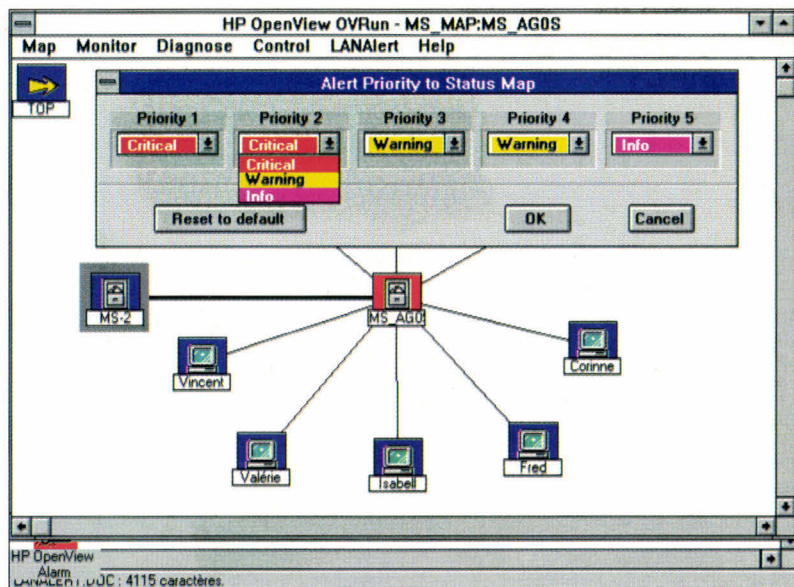 HP OpenView OVRun - MS_MAP:MS_AG0S
Map Monitor Diagnose Control LANAlert Help
TOP
Alert Priority to Status Map
Priority 1 Priority 2 Priority 3 Priority 4 Priority 5
Critical Critical Warning Warning Info
Critical
Warning
Info
Reset to default OK Cancel
MS-2
MS_AG0
Vincent
Corinne
Valérie
Isabell
Fred
HP OpenView
Alarm
LANALERT.DOC : 4115 caractères.